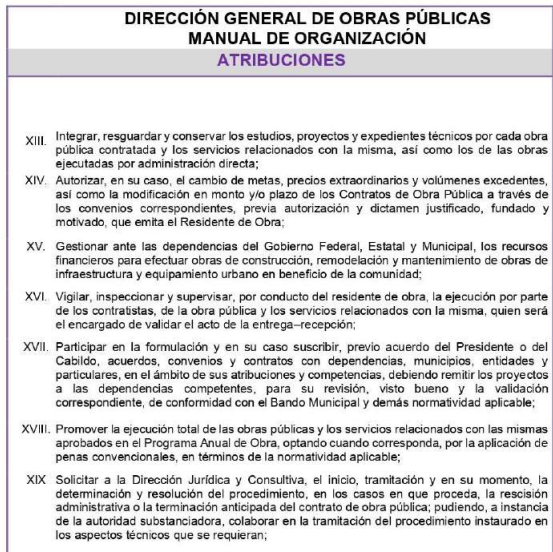 DIRECCIÓN GENERAL DE OBRAS PÚBLICAS
MANUAL DE ORGANIZACIÓN
ATRIBUCIONES
XIII. Integrar, resguardar y conservar los estudios, proyectos y expedientes técnicos por cada obra
pública contratada y los servicios relacionados con la misma, así como los de las obras
ejecutadas por administración directa;
XIV. Autorizar, en su caso, el cambio de metas, precios extraordinarios y volúmenes excedentes,
así como la modificación en monto y/o plazo de los Contratos de Obra Pública a través de
los convenios correspondientes, previa autorización y dictamen justificado, fundado y
motivado, que emita el Residente de Obra;
XV. Gestionar ante las dependencias del Gobierno Federal, Estatal y Municipal, los recursos
financieros para efectuar obras de construcción, remodelación y mantenimiento de obras de
infraestructura y equipamiento urbano en beneficio de la comunidad;
XVI. Vigilar, inspeccionar y supervisar, por conducto del residente de obra, la ejecución por parte
de los contratistas, de la obra pública y los servicios relacionados con la misma, quien será
el encargado de validar el acto de la entrega–recepción;
XVII. Participar en la formulación y en su caso suscribir, previo acuerdo del Presidente o del
Cabildo, acuerdos, convenios y contratos con dependencias, municipios, entidades y
particulares, en el ámbito de sus atribuciones y competencias, debiendo remitir los proyectos
a las dependencias competentes, para su revisión, visto bueno y la validación
correspondiente, de conformidad con el Bando Municipal y demás normatividad aplicable;
XVIII. Promover la ejecución total de las obras públicas y los servicios relacionados con las mismas
aprobados en el Programa Anual de Obra, optando cuando corresponda, por la aplicación de
penas convencionales, en términos de la normatividad aplicable;
XIX Solicitar a la Dirección Jurídica y Consultiva, el inicio, tramitación y en su momento, la
determinación y resolución del procedimiento, en los casos en que proceda, la rescisión
administrativa o la terminación anticipada del contrato de obra pública; pudiendo, a instancia
de la autoridad substanciadora, colaborar en la tramitación del procedimiento instaurado en
los aspectos técnicos que se requieran;